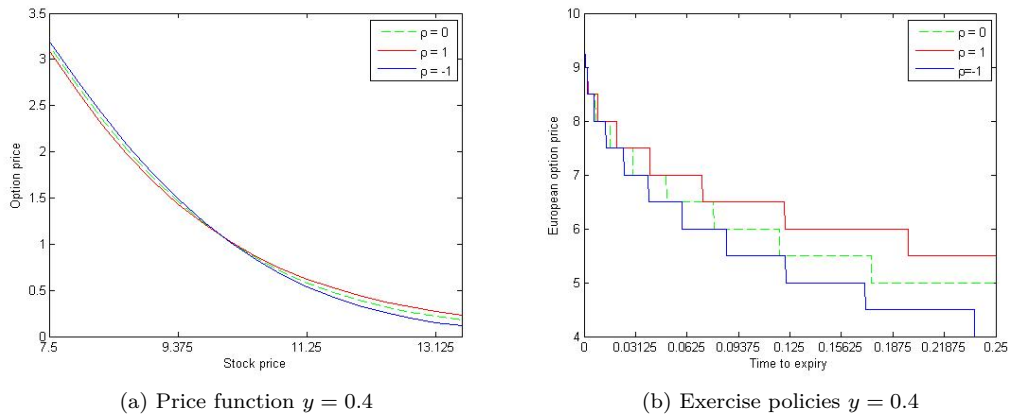 3.5
3
2.5
2
1.5
1
0.5
0
7.5 9.375 11.25 13.125
Option price
Stock price
ρ = 0
ρ = 1
ρ = -1
(a) Price function y = 0.4
10
9
8
7
6
5
4
0 0.03125 0.0625 0.09375 0.125 0.15625 0.1875 0.21875 0.25
European option price
Time to expiry
ρ = 0
ρ = 1
ρ=-1
(b) Exercise policies y = 0.4